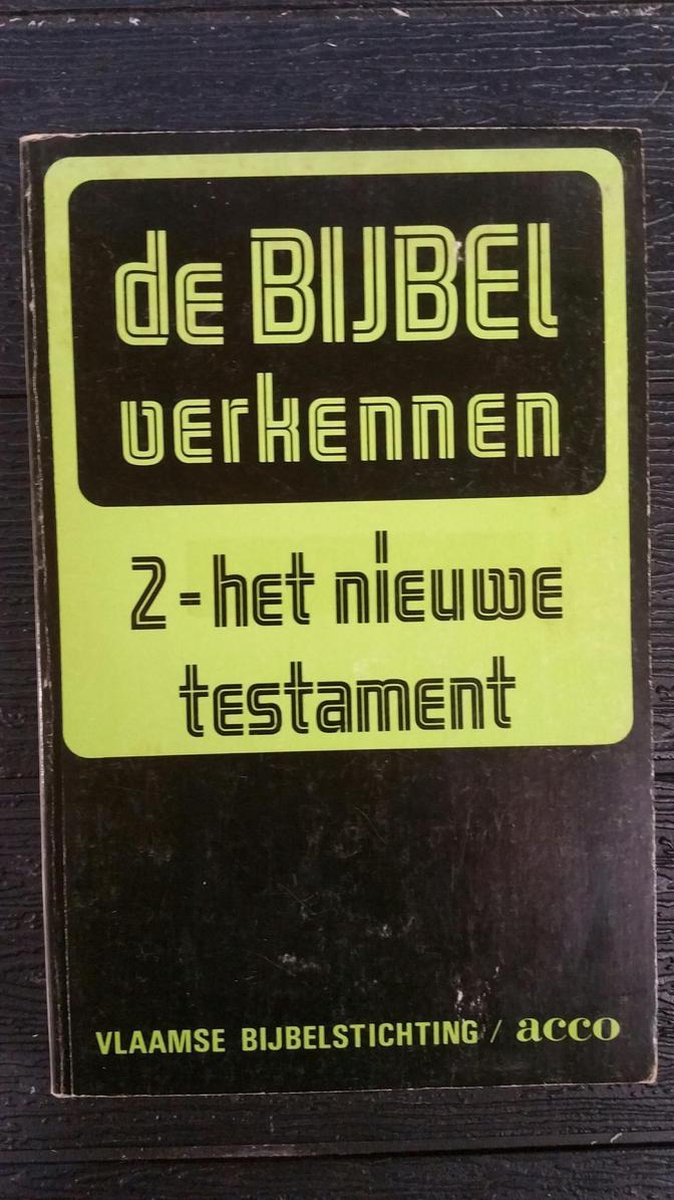 de BIJBEL
verkennen
2-het nieuwe
testament
VLAAMSE BIJBELSTICHTING / acco